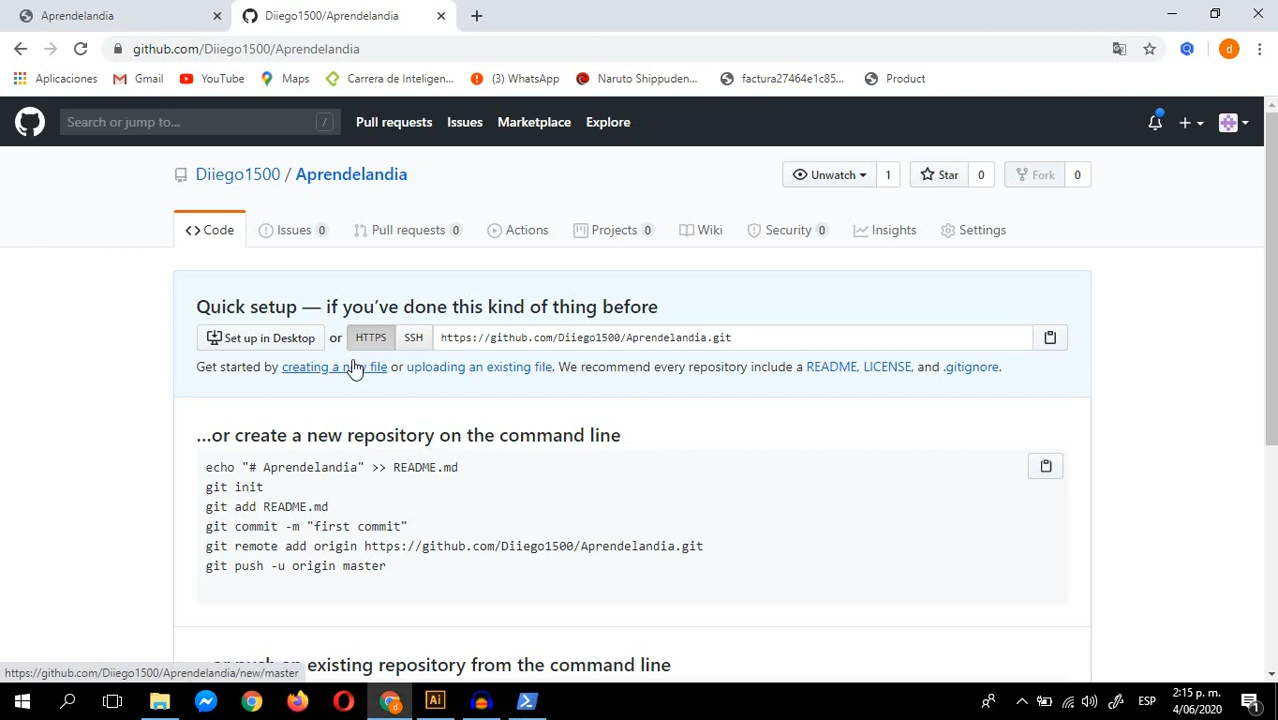 Aprendelandia
Diiego1500/Aprendelandia
github.com/Diiego1500/Aprendelandia
d
Aplicaciones
Gmail
YouTube
Maps
Carrera de Inteligen...
(3) WhatsApp
Naruto Shippuden...
factura27464e1c85...
Product
Search or jump to... /
Pull requests
Issues
Marketplace
Explore
Diiego1500 / Aprendelandia
Unwatch 1
Star 0
Fork 0
<> Code
Issues 0
Pull requests 0
Actions
Projects 0
Wiki
Security 0
Insights
Settings
Quick setup — if you’ve done this kind of thing before
Set up in Desktop or HTTPS SSH https://github.com/Diiego1500/Aprendelandia.git
Get started by creating a new file or uploading an existing file. We recommend every repository include a README, LICENSE, and .gitignore.
…or create a new repository on the command line
echo "# Aprendelandia" >> README.md
git init
git add README.md
git commit -m "first commit"
git remote add origin https://github.com/Diiego1500/Aprendelandia.git
git push -u origin master
existing repository from the command line
https://github.com/Diiego1500/Aprendelandia/new/master
Ai
d
ESP
2:15 p. m.
4/06/2020
1